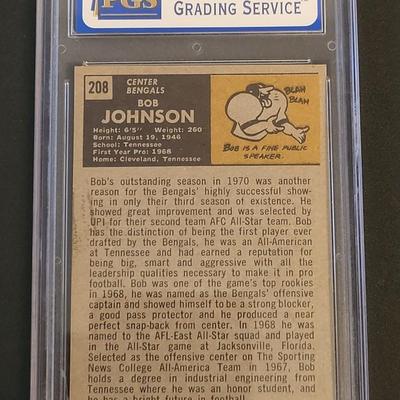 PGS
GRADING SERVICE
208
CENTER
BENGALS
BOB
JOHNSON
Height: 6'5" Weight: 260
Born: August 19, 1946
School: Tennessee
First Year Pro: 1968
Home: Cleveland, Tennessee
BLAH
BLAH
BOB IS A FINE PUBLIC
SPEAKER.
Bob's outstanding season in 1970 was another
reason for the Bengals' highly successful show-
ing in only their third season of existence. He
showed great improvement and was selected by
UPI for their second team AFC All-Star team. Bob
has the distinction of being the first player ever
drafted by the Bengals, he was an All-American
at Tennessee and had earned a reputation for
being big, smart and aggressive with all the
leadership qualities necessary to make it in pro
football. Bob was one of the game's top rookies
in 1968, he was named as the Bengals' offensive
captain and showed himself to be a strong blocker,
a good pass protector and he provided a near
perfect snap-back from center. In 1968 he was
named to the AFL-East All-Star squad and played
in the All-Star game at Jacksonville, Florida.
Selected as the offensive center on The Sporting
News College All-America Team in 1967, Bob
holds a degree in industrial engineering from
Tennessee where he was an honor student, and
he has a bright future in football.